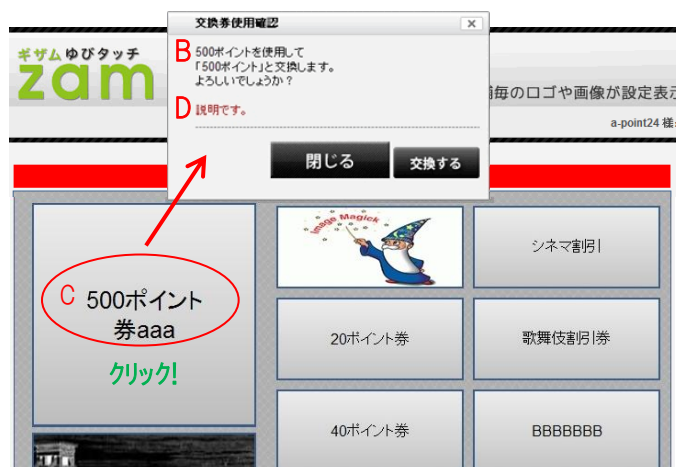 交換券使用確認
×
B
500ポイントを使用して
「500ポイント」と交換します。
よろしいでしょうか？
D
説明です。
閉じる
交換する
ギザムゆびタッチ
zam
毎のロゴや画像が設定表示
a-point24 様
C
500ポイント
券aaa
クリック!
Image Magick
シネマ割引
20ポイント券
歌舞伎割引券
40ポイント券
BBBBBBB